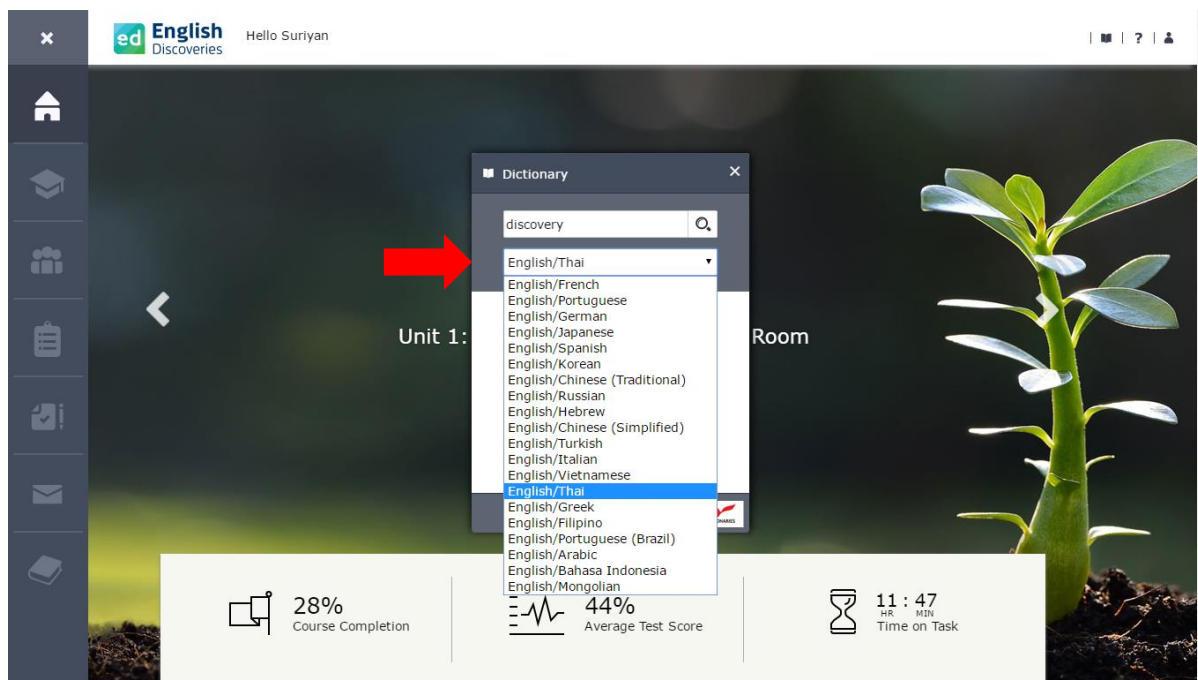 ed English Discoveries
Hello Suriyan
| | ? |
Dictionary ×
discovery
English/Thai
English/French
English/Portuguese
English/German
English/Japanese
English/Spanish
English/Korean
English/Chinese (Traditional)
English/Russian
English/Hebrew
English/Chinese (Simplified)
English/Turkish
English/Italian
English/Vietnamese
English/Thai
English/Greek
English/Filipino
English/Portuguese (Brazil)
English/Arabic
English/Bahasa Indonesia
English/Mongolian
Unit 1: Room
28%
Course Completion
44%
Average Test Score
11 : 47
HR MIN
Time on Task